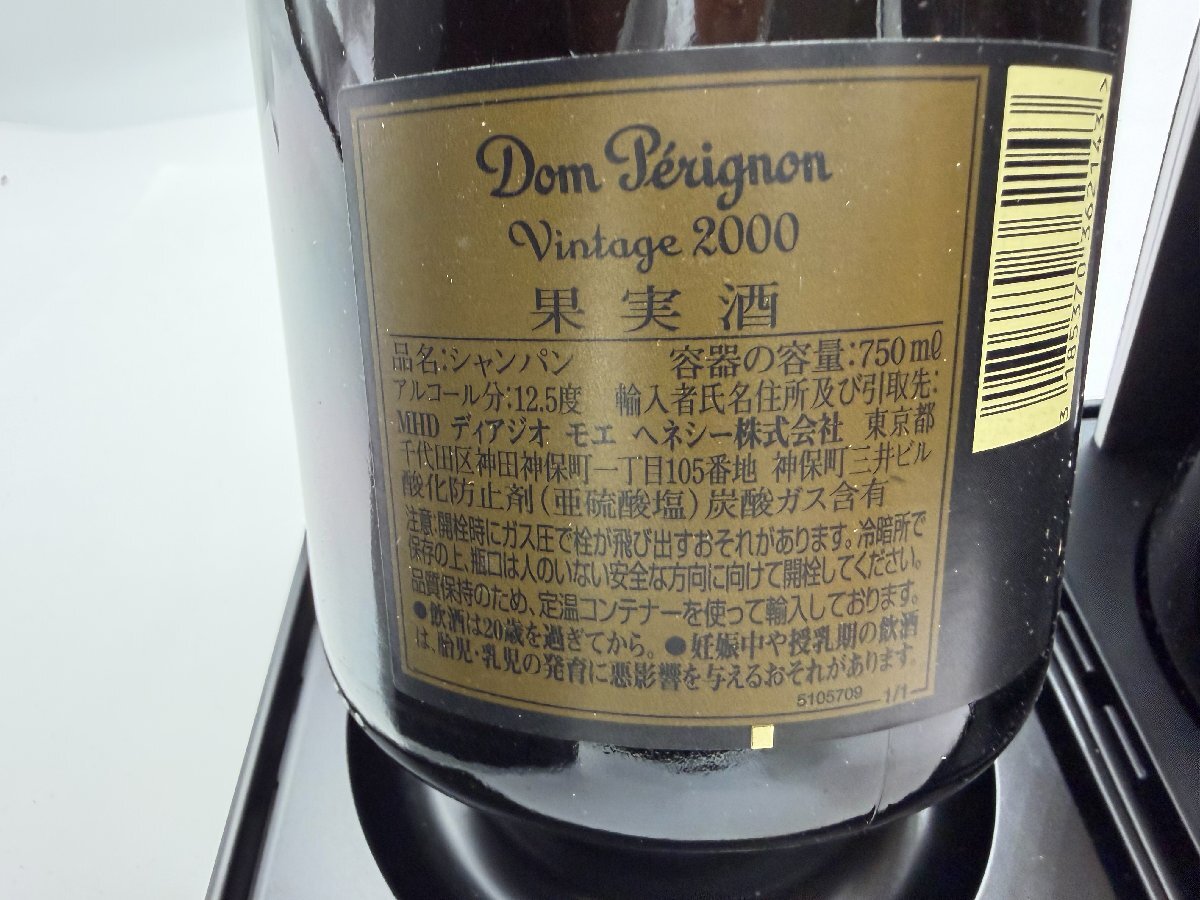 Dom Pérignon
Vintage 2000
果実酒
品名:シャンパン 容器の容量:750mℓ
アルコール分:12.5度 輸入者氏名住所及び引取先:
MHD ディアジオ モエ ヘネシー株式会社 東京都
千代田区神田神保町一丁目105番地 神保町三井ビル
酸化防止剤(亜硫酸塩)炭酸ガス含有
注意:開栓時にガス圧で栓が飛び出すおそれがあります。冷暗所で
保存の上、瓶口は人のいない安全な方向に向けて開栓してください。
品質保持のため、定温コンテナーを使って輸入しております。
●飲酒は20歳を過ぎてから。●妊娠中や授乳期の飲酒
は、胎児・乳児の発育に悪影響を与えるおそれがあります。
5105709 1/1
3 185370 362143 >